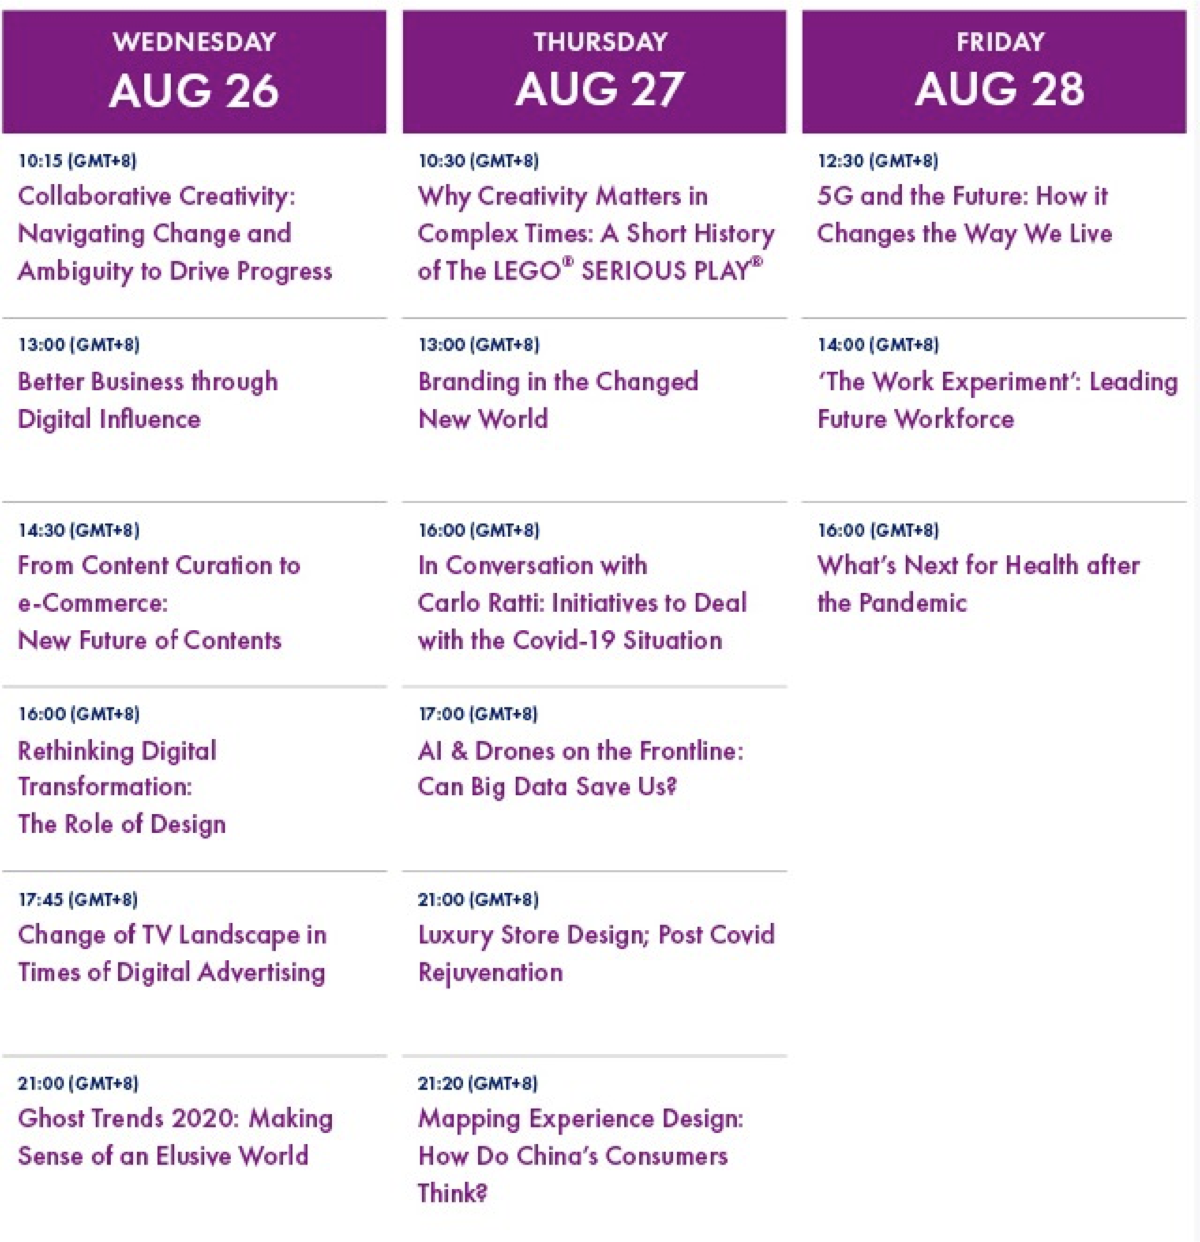 WEDNESDAY
AUG 26
10:15 (GMT+8)
Collaborative Creativity:
Navigating Change and
Ambiguity to Drive Progress
13:00 (GMT+8)
Better Business through
Digital Influence
14:30 (GMT+8)
From Content Curation to
e-Commerce:
New Future of Contents
16:00 (GMT+8)
Rethinking Digital
Transformation:
The Role of Design
17:45 (GMT+8)
Change of TV Landscape in
Times of Digital Advertising
21:00 (GMT+8)
Ghost Trends 2020: Making
Sense of an Elusive World
THURSDAY
AUG 27
10:30 (GMT+8)
Why Creativity Matters in
Complex Times: A Short History
of The LEGO® SERIOUS PLAY®
13:00 (GMT+8)
Branding in the Changed
New World
16:00 (GMT+8)
In Conversation with
Carlo Ratti: Initiatives to Deal
with the Covid-19 Situation
17:00 (GMT+8)
AI & Drones on the Frontline:
Can Big Data Save Us?
21:00 (GMT+8)
Luxury Store Design; Post Covid
Rejuvenation
21:20 (GMT+8)
Mapping Experience Design:
How Do China’s Consumers
Think?
FRIDAY
AUG 28
12:30 (GMT+8)
5G and the Future: How it
Changes the Way We Live
14:00 (GMT+8)
‘The Work Experiment’: Leading
Future Workforce
16:00 (GMT+8)
What’s Next for Health after
the Pandemic